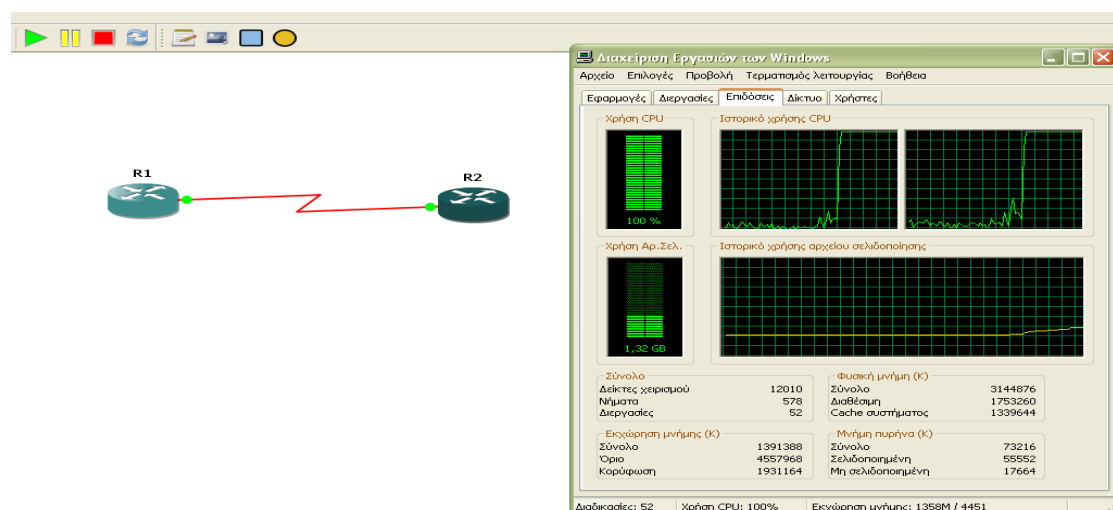 R1
R2
Διαχείριση Εργασιών των Windows
Αρχείο Επιλογές Προβολή Τερματισμός λειτουργίας Βοήθεια
Εφαρμογές Διεργασίες Επιδόσεις Δίκτυο Χρήστες
Χρήση CPU Ιστορικό χρήσης CPU
100 %
Χρήση Αρ.Σελ. Ιστορικό χρήσης αρχείου σελιδοποίησης
1,32 GB
Σύνολο
Δείκτες χειρισμού 12010
Νήματα 578
Διεργασίες 52
Φυσική μνήμη (K)
Σύνολο 3144876
Διαθέσιμη 1753260
Cache συστήματος 1339644
Εκχώρηση μνήμης (K)
Σύνολο 1391388
Όριο 4557968
Κορύφωση 1931164
Μνήμη πυρήνα (K)
Σύνολο 73216
Σελιδοποιημένη 55552
Μη σελιδοποιημένη 17664
Διαδικασίες: 52 Χρήση CPU: 100% Εκχώρηση μνήμης: 1358M / 4451